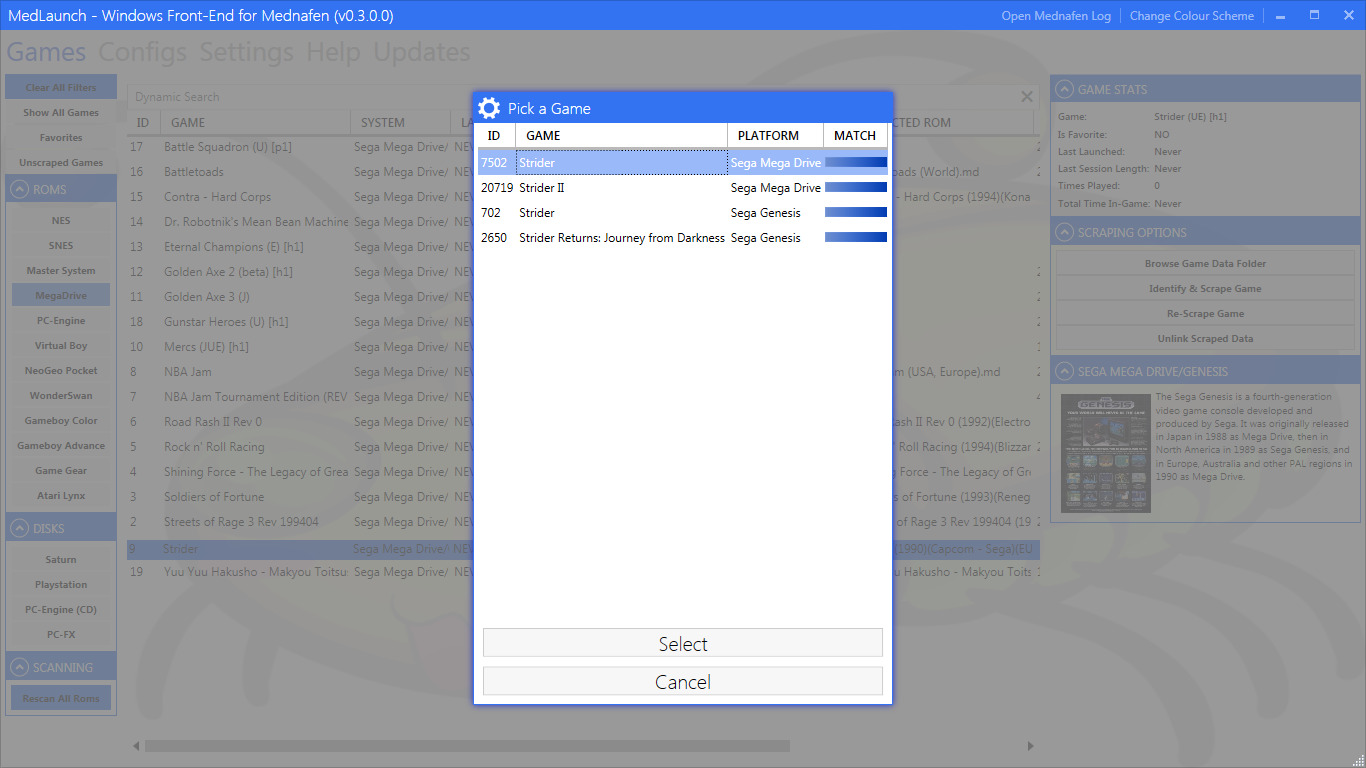 MedLaunch - Windows Front-End for Mednafen (v0.3.0.0)
Open Mednafen Log
Change Colour Scheme
Games Configs Settings Help Updates
Clear All Filters
Show All Games
Favorites
Unscraped Games
ROMS
NES
SNES
Master System
MegaDrive
PC-Engine
Virtual Boy
NeoGeo Pocket
WonderSwan
Gameboy Color
Gameboy Advance
Game Gear
Atari Lynx
DISKS
Saturn
Playstation
PC-Engine (CD)
PC-FX
SCANNING
Rescan All Roms
Dynamic Search
ID GAME SYSTEM LA CTED ROM
17 Battle Squadron (U) [p1] Sega Mega Drive/ NEV
16 Battletoads Sega Mega Drive/ NEV oads (World).md
15 Contra - Hard Corps Sega Mega Drive/ NEV - Hard Corps (1994)(Kona
14 Dr. Robotnik's Mean Bean Machine Sega Mega Drive/ NEV
13 Eternal Champions (E) [h1] Sega Mega Drive/ NEV
12 Golden Axe 2 (beta) [h1] Sega Mega Drive/ NEV
11 Golden Axe 3 (J) Sega Mega Drive/ NEV
18 Gunstar Heroes (U) [h1] Sega Mega Drive/ NEV
10 Mercs (JUE) [h1] Sega Mega Drive/ NEV
8 NBA Jam Sega Mega Drive/ NEV m (USA, Europe).md
7 NBA Jam Tournament Edition (REV Sega Mega Drive/ NEV
6 Road Rash II Rev 0 Sega Mega Drive/ NEV sh II Rev 0 (1992)(Electro
5 Rock n' Roll Racing Sega Mega Drive/ NEV Roll Racing (1994)(Blizzar
4 Shining Force - The Legacy of Grea Sega Mega Drive/ NEV g Force - The Legacy of Gr
3 Soldiers of Fortune Sega Mega Drive/ NEV s of Fortune (1993)(Reneg
2 Streets of Rage 3 Rev 199404 Sega Mega Drive/ NEV of Rage 3 Rev 199404 (19
9 Strider Sega Mega Drive/ NEV (1990)(Capcom - Sega)(EU
19 Yuu Yuu Hakusho - Makyou Toitsu Sega Mega Drive/ NEV u Hakusho - Makyou Toits
Pick a Game
ID GAME PLATFORM MATCH
7502 Strider Sega Mega Drive
20719 Strider II Sega Mega Drive
702 Strider Sega Genesis
2650 Strider Returns: Journey from Darkness Sega Genesis
Select
Cancel
GAME STATS
Game: Strider (UE) [h1]
Is Favorite: NO
Last Launched: Never
Last Session Length: Never
Times Played: 0
Total Time In-Game: Never
SCRAPING OPTIONS
Browse Game Data Folder
Identify & Scrape Game
Re-Scrape Game
Unlink Scraped Data
SEGA MEGA DRIVE/GENESIS
GENESIS
The Sega Genesis is a fourth-generation
video game console developed and
produced by Sega. It was originally released
in Japan in 1988 as Mega Drive, then in
North America in 1989 as Sega Genesis, and
in Europe, Australia and other PAL regions in
1990 as Mega Drive.